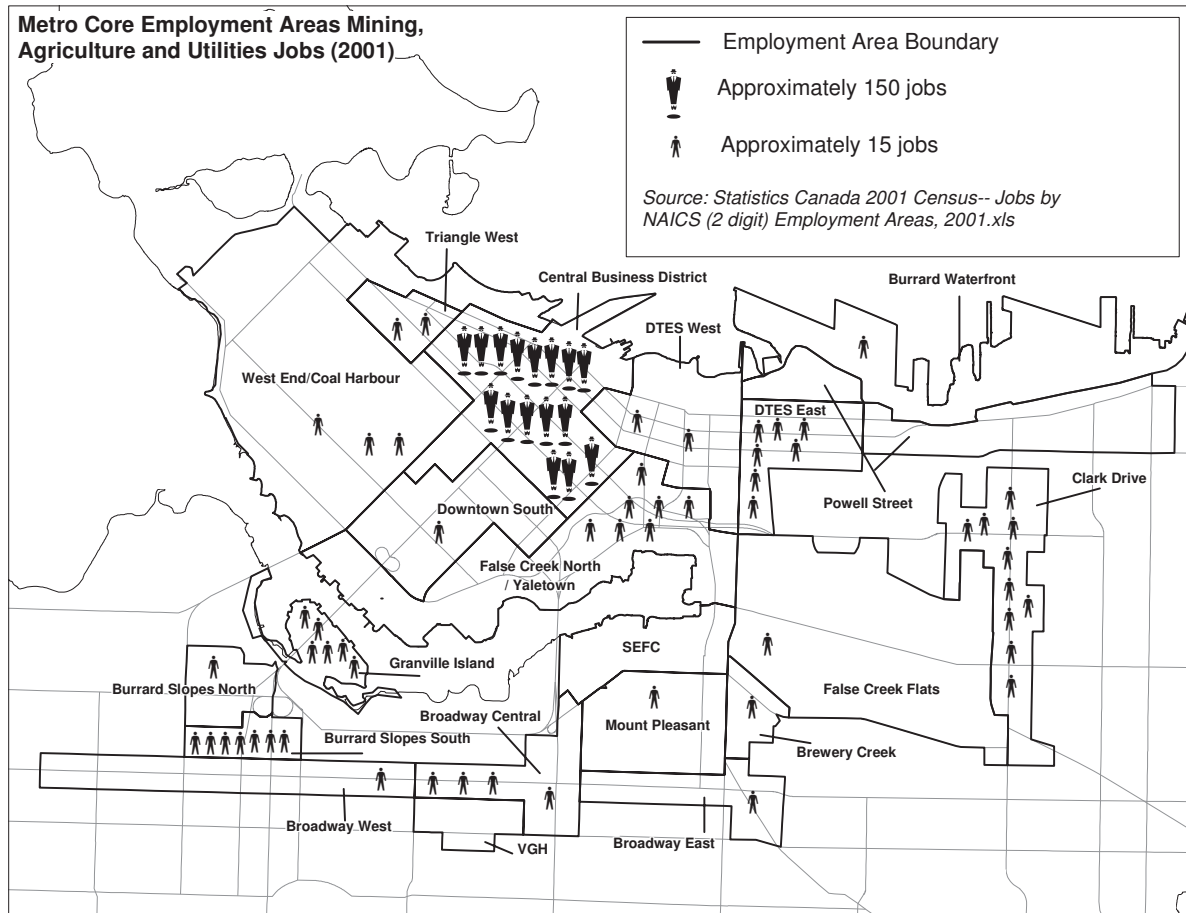 Metro Core Employment Areas Mining,
Agriculture and Utilities Jobs (2001)
Employment Area Boundary
Approximately 150 jobs
Approximately 15 jobs
Source: Statistics Canada 2001 Census-- Jobs by
NAICS (2 digit) Employment Areas, 2001.xls
Triangle West
Central Business District
Burrard Waterfront
DTES West
West End/Coal Harbour
DTES East
Clark Drive
Powell Street
Downtown South
False Creek North
/ Yaletown
SEFC
Granville Island
Burrard Slopes North
False Creek Flats
Broadway Central
Mount Pleasant
Burrard Slopes South
Brewery Creek
Broadway West
Broadway East
VGH